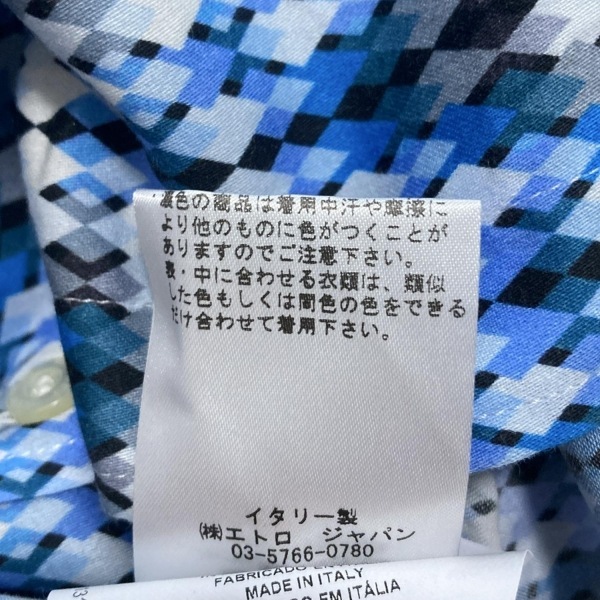 濃色の商品は着用中汗や摩擦に
より他のものに色がつくことが
ありますのでご注意下さい。
表・中に合わせる衣類は、類似
した色もしくは同色の色をできる
だけ合わせて着用下さい。
イタリー製
㈱エトロ ジャパン
03-5766-0780
FABRICADO
MADE IN ITALY
EM ITÁLIA